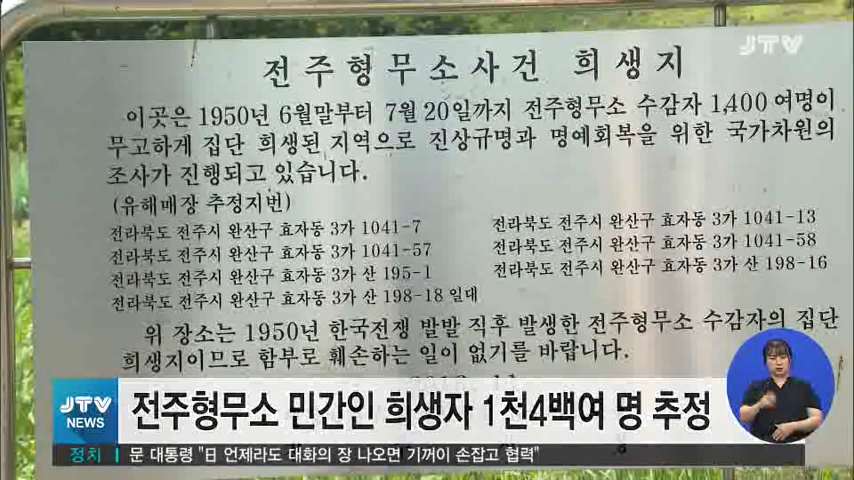 JTV
전주형무소사건 희생지
이곳은 1950년 6월말부터 7월 20일까지 전주형무소 수감자 1,400여명이
무고하게 집단 희생된 지역으로 진상규명과 명예회복을 위한 국가차원의
조사가 진행되고 있습니다.
(유해매장 추정지번)
전라북도 전주시 완산구 효자동 3가 1041-7
전라북도 전주시 완산구 효자동 3가 1041-13
전라북도 전주시 완산구 효자동 3가 1041-57
전라북도 전주시 완산구 효자동 3가 1041-58
전라북도 전주시 완산구 효자동 3가 산 195-1
전라북도 전주시 완산구 효자동 3가 산 198-16
전라북도 전주시 완산구 효자동 3가 산 198-18 일대
위 장소는 1950년 한국전쟁 발발 직후 발생한 전주형무소 수감자의 집단
희생지이므로 함부로 훼손하는 일이 없기를 바랍니다.
JTV NEWS
전주형무소 민간인 희생자 1천4백여 명 추정
정치 문 대통령 "日 언제라도 대화의 장 나오면 기꺼이 손잡고 협력"